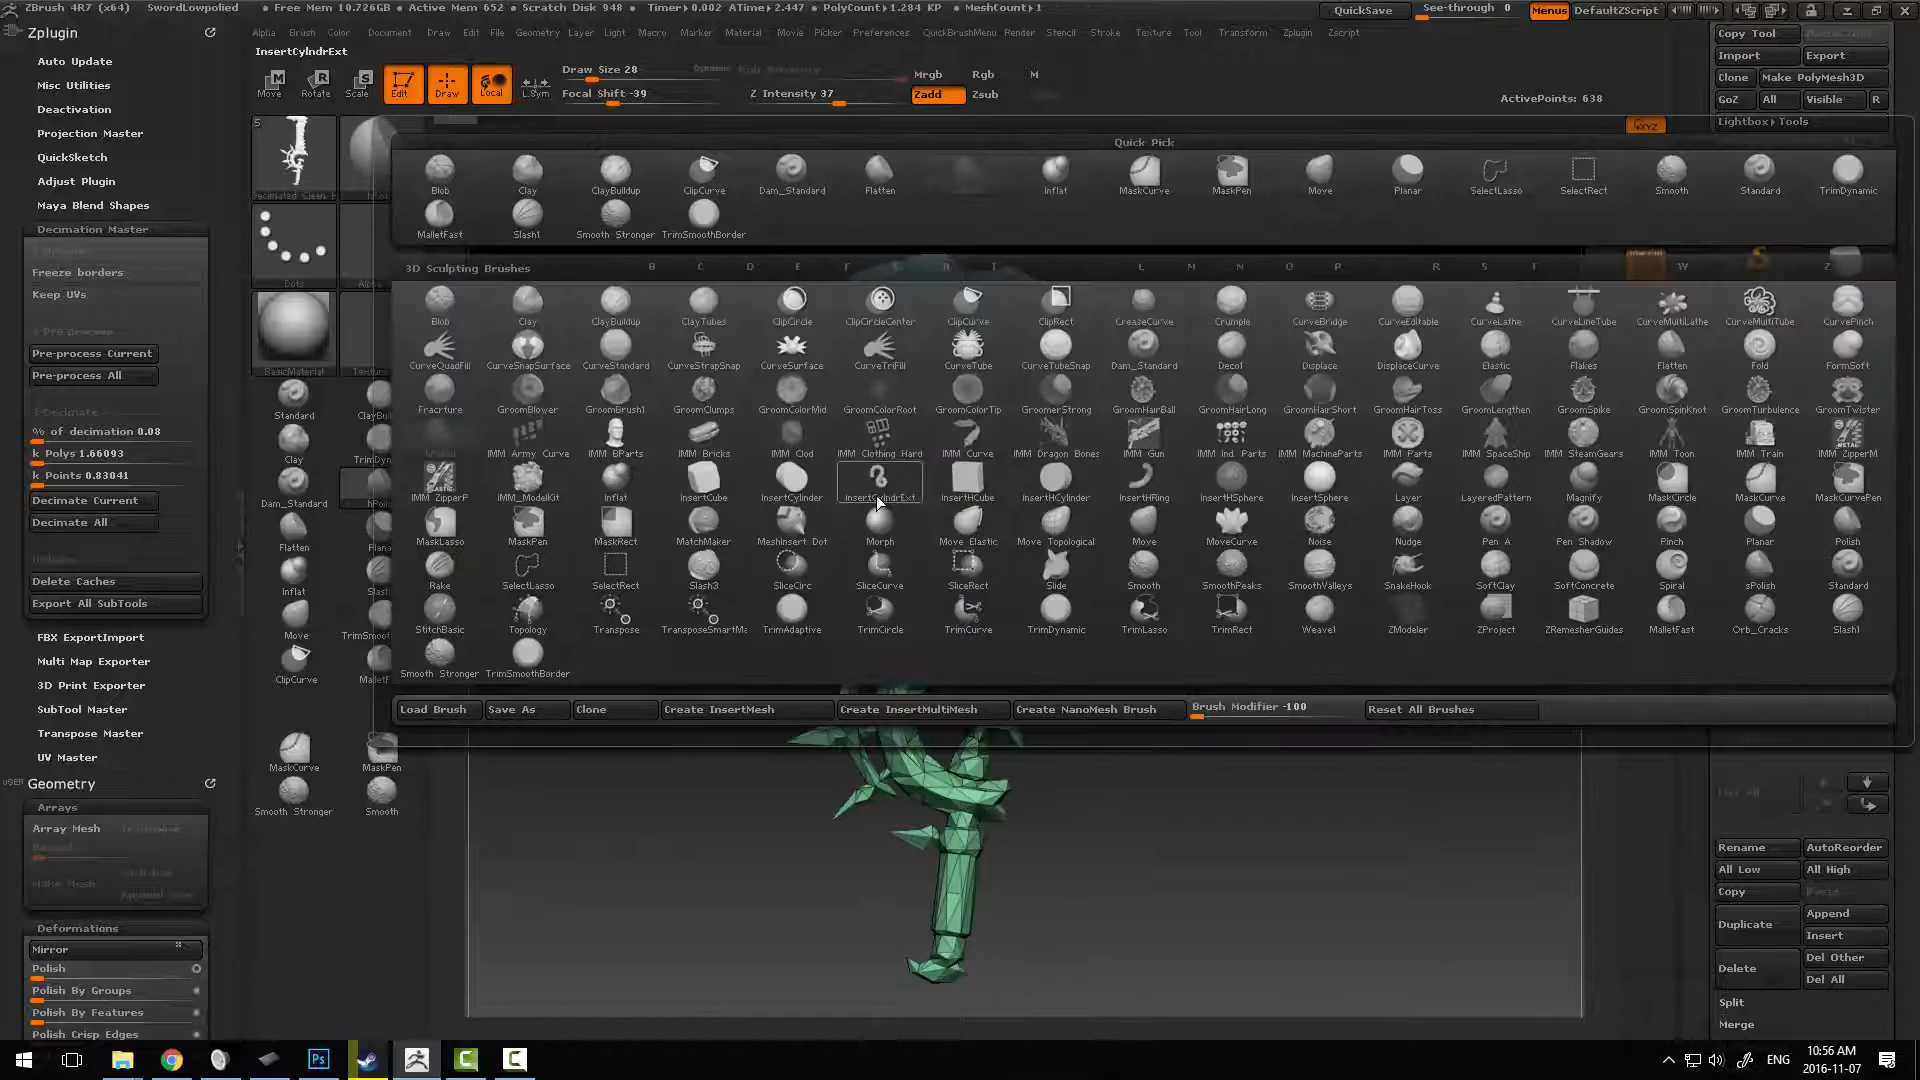 ZBrush 4R7 (x64)   SwordLowpolied   • Free Mem 10.726GB • Active Mem 652 • Scratch Disk 948 •   Timer▸0.002 ATime▸2.447   • PolyCount▸1.284 KP   • MeshCount▸1   QuickSave   See-through 0   Menus   DefaultZScript
Alpha Brush Color Document Draw Edit File Geometry Layer Light Macro Marker Material Movie Picker Preferences QuickBrushMenu Render Stencil Stroke Texture Tool Transform Zplugin Zscript
Zplugin
Auto Update
Misc Utilities
Deactivation
Projection Master
QuickSketch
Adjust Plugin
Maya Blend Shapes
Decimation Master
Freeze borders
Keep UVs
Pre-process Current
Pre-process All
% of decimation 0.08
k Polys 1.66093
k Points 0.83041
Decimate Current
Decimate All
Delete Caches
Export All SubTools
FBX ExportImport
Multi Map Exporter
3D Print Exporter
SubTool Master
Transpose Master
UV Master
USER Geometry
Arrays
Array Mesh
Deformations
Mirror
Polish
Polish By Groups
Polish By Features
Polish Crisp Edges
InsertCylndrExt
Move Rotate Scale Edit Draw Local L.Sym
Draw Size 28
Focal Shift -39
Z Intensity 37
Mrgb Rgb M
Zadd Zsub
ActivePoints: 638
Copy Tool
Import Export
Clone Make PolyMesh3D
GoZ All Visible R
Lightbox▸Tools
5
Dots
BasicMaterial
Standard
Clay
Dam_Standard
Flatten
Inflat
Move
ClipCurve
MaskCurve MaskPen
Smooth Stronger Smooth
Quick Pick
Blob Clay ClayBuildup ClipCurve Dam_Standard Flatten Inflat MaskCurve MaskPen Move Planar SelectLasso SelectRect Smooth Standard TrimDynamic
MalletFast Slash1 Smooth Stronger TrimSmoothBorder
3D Sculpting Brushes B C D E F G H I L M N O P R S T W Z
Blob Clay ClayBuildup ClayTubes ClipCircle ClipCircleCenter ClipCurve ClipRect CreaseCurve Crumple CurveBridge CurveEditable CurveLathe CurveLineTube CurveMultiLathe CurveMultiTube CurvePinch
CurveQuadFill CurveSnapSurface CurveStandard CurveStrapSnap CurveSurface CurveTriFill CurveTube CurveTubeSnap Dam_Standard Deco1 Displace DisplaceCurve Elastic Flakes Flatten Fold FormSoft
Fracrture GroomBlower GroomBrush1 GroomClumps GroomColorMid GroomColorRoot GroomColorTip GroomerStrong GroomHairBall GroomHairLong GroomHairShort GroomHairToss GroomLengthen GroomSpike GroomSpinKnot GroomTurbulence GroomTwister
IMM Army Curve IMM BParts IMM Bricks IMM Clod IMM Clothing Hard IMM Curve IMM Dragon Bones IMM Gun IMM Ind. Parts IMM MachineParts IMM Parts IMM SpaceShip IMM SteamGears IMM Toon IMM Train IMM ZipperM
IMM ZipperP IMM_ModelKit Inflat InsertCube InsertCylinder InsertCylndrExt InsertHCube InsertHCylinder InsertHRing InsertHSphere InsertSphere Layer LayeredPattern Magnify MaskCircle MaskCurve MaskCurvePen
MaskLasso MaskPen MaskRect MatchMaker MeshInsert Dot Morph Move Elastic Move Topological Move MoveCurve Noise Nudge Pen A Pen Shadow Pinch Planar Polish
Rake SelectLasso SelectRect Slash3 SliceCirc SliceCurve SliceRect Slide Smooth SmoothPeaks SmoothValleys SnakeHook SoftClay SoftConcrete Spiral sPolish Standard
StitchBasic Topology Transpose TransposeSmartMa TrimAdaptive TrimCircle TrimCurve TrimDynamic TrimLasso TrimRect Weave1 ZModeler ZProject ZRemesherGuides MalletFast Orb_Cracks Slash1
Smooth Stronger TrimSmoothBorder
Load Brush Save As Clone Create InsertMesh Create InsertMultiMesh Create NanoMesh Brush Brush Modifier -100 Reset All Brushes
Rename AutoReorder
All Low All High
Copy
Duplicate Append
Insert
Delete Del Other
Del All
Split
Merge
Ps
ENG
10:56 AM
2016-11-07